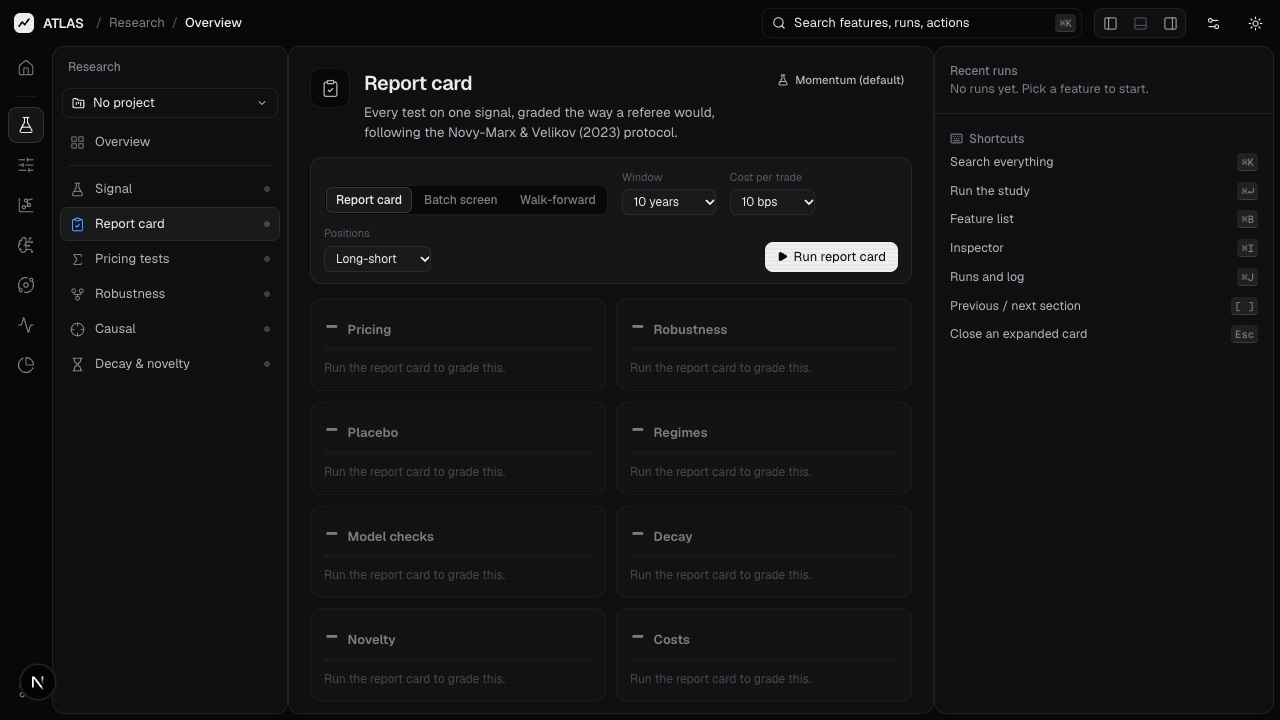 ATLAS / Research / Overview
Search features, runs, actions ⌘K
Research
No project
Overview
Signal
Report card
Pricing tests
Robustness
Causal
Decay & novelty
N
Report card
Momentum (default)
Every test on one signal, graded the way a referee would,
following the Novy-Marx & Velikov (2023) protocol.
Report card Batch screen Walk-forward
Window
10 years
Cost per trade
10 bps
Positions
Long-short
Run report card
Pricing
Run the report card to grade this.
Robustness
Run the report card to grade this.
Placebo
Run the report card to grade this.
Regimes
Run the report card to grade this.
Model checks
Run the report card to grade this.
Decay
Run the report card to grade this.
Novelty
Run the report card to grade this.
Costs
Run the report card to grade this.
Recent runs
No runs yet. Pick a feature to start.
Shortcuts
Search everything ⌘K
Run the study ⌘↵
Feature list ⌘B
Inspector ⌘I
Runs and log ⌘J
Previous / next section [ ]
Close an expanded card Esc